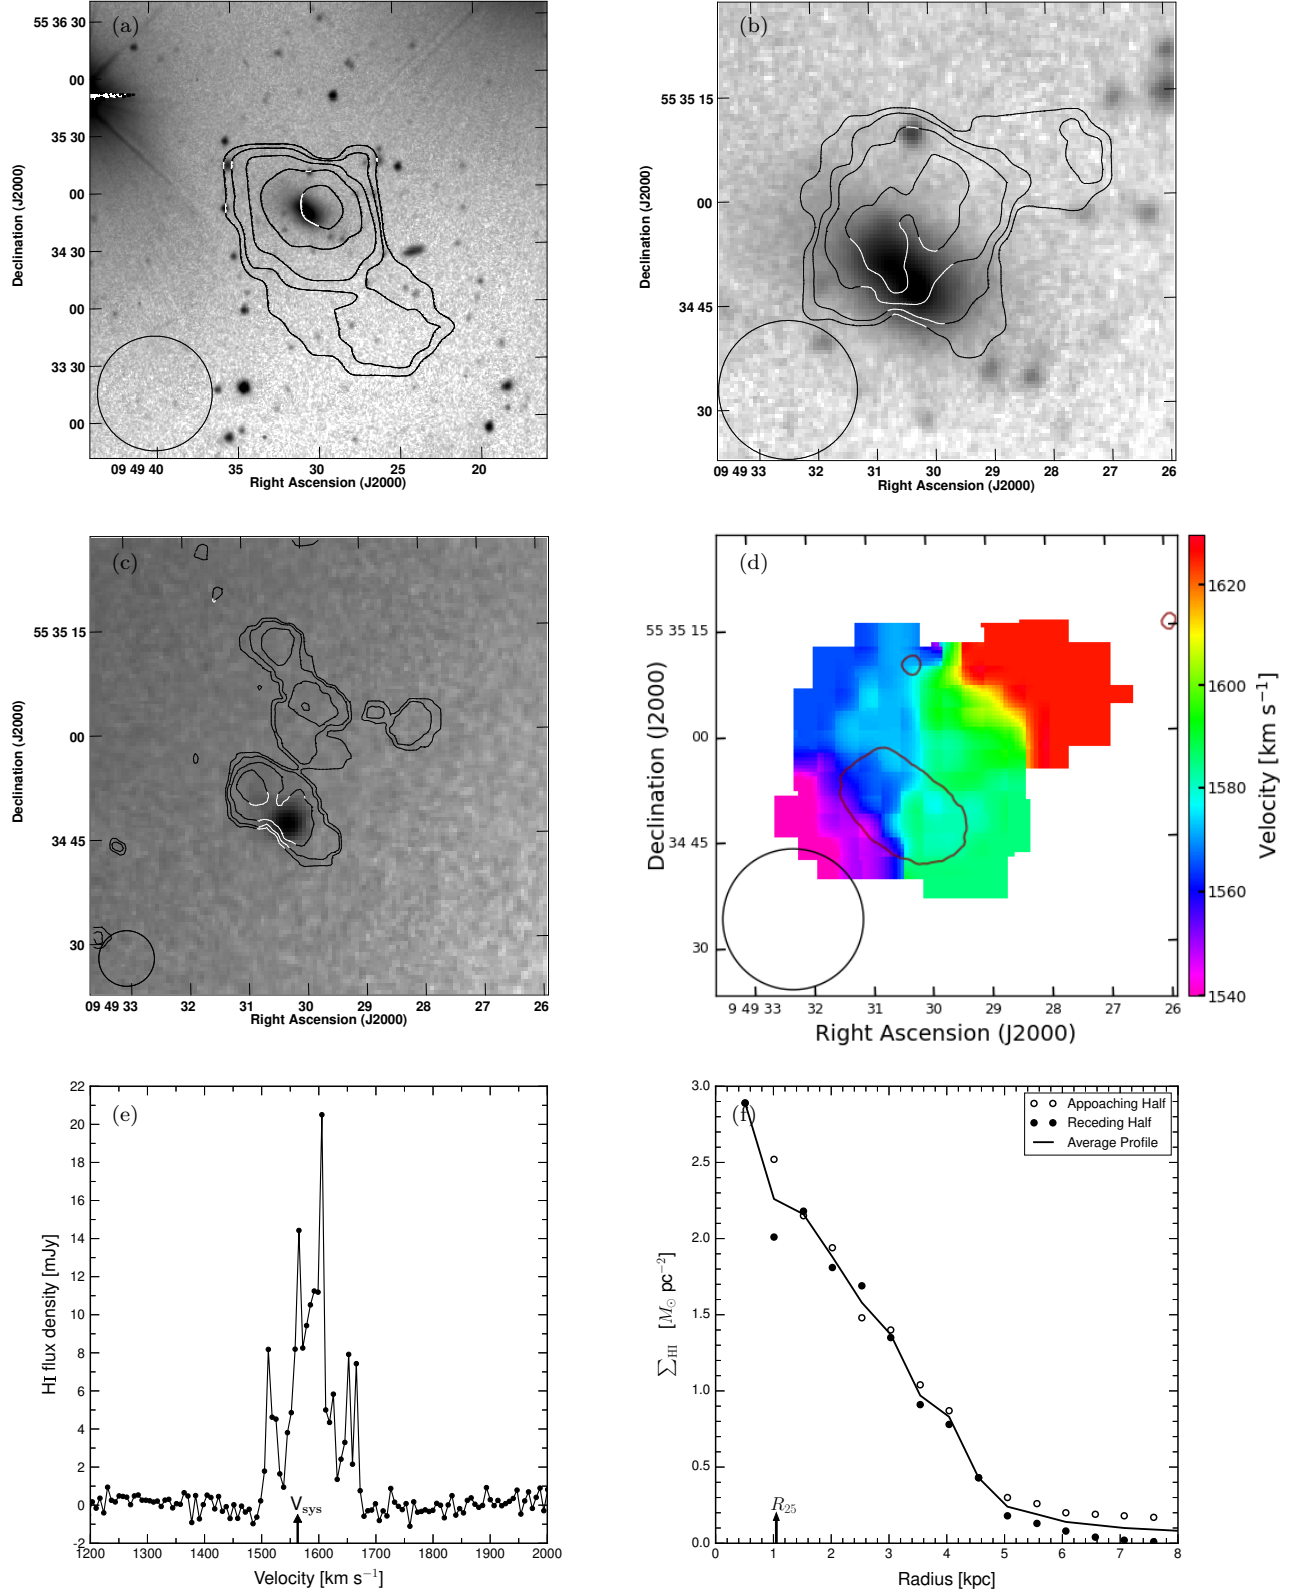 (a)
55 36 30
00
35 30
00
34 30
00
33 30
00
Declination (J2000)
09 49 40
35
30
25
20
Right Ascension (J2000)
(b)
55 35 15
00
34 45
30
Declination (J2000)
09 49 33
32
31
30
29
28
27
26
Right Ascension (J2000)
(c)
55 35 15
00
34 45
30
Declination (J2000)
09 49 33
32
31
30
29
28
27
26
Right Ascension (J2000)
(d)
55 35 15
00
34 45
30
Declination (J2000)
9 49 33
32
31
30
29
28
27
26
Right Ascension (J2000)
1620
1600
1580
1560
1540
Velocity [km s⁻¹]
(e)
22
20
18
16
14
12
10
8
6
4
2
0
-2
HI flux density [mJy]
Vsys
1200
1300
1400
1500
1600
1700
1800
1900
2000
Velocity [km s⁻¹]
(f)
Appoaching Half
Receding Half
Average Profile
3.0
2.5
2.0
1.5
1.0
0.5
0.0
∑HI [M⊙ pc⁻²]
R25
0
1
2
3
4
5
6
7
8
Radius [kpc]